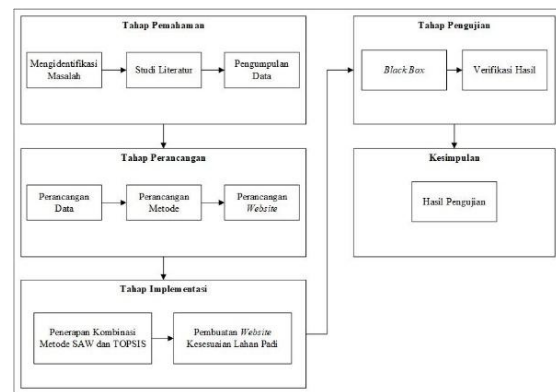 Tahap Pemahaman
Mengidentifikasi
Masalah
Studi Literatur
Pengumpulan
Data
Tahap Perancangan
Perancangan
Data
Perancangan
Metode
Perancangan
Website
Tahap Implementasi
Penerapan Kombinasi
Metode SAW dan TOPSIS
Pembuatan Website
Kesesuaian Lahan Padi
Tahap Pengujian
Black Box
Verifikasi Hasil
Kesimpulan
Hasil Pengujian